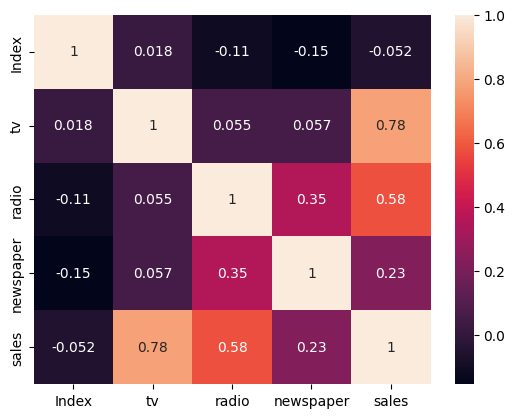 Index 1 0.018 -0.11 -0.15 -0.052
tv 0.018 1 0.055 0.057 0.78
radio -0.11 0.055 1 0.35 0.58
newspaper -0.15 0.057 0.35 1 0.23
sales -0.052 0.78 0.58 0.23 1
Index tv radio newspaper sales
1.0
0.8
0.6
0.4
0.2
0.0